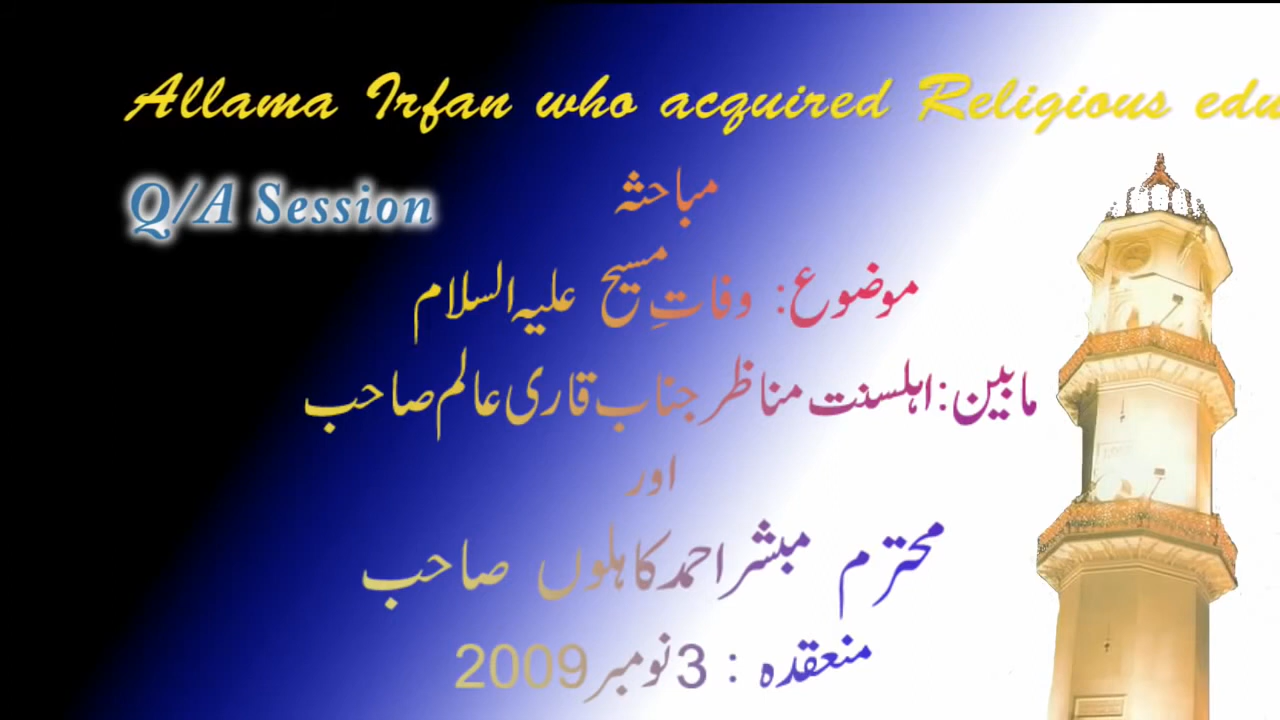 Allama Irfan who acquired Religious edu
Q/A Session
مباحثہ
موضوع: وفاتِ مسیح علیہ السلام
مابین: اہلسنت مناظر جناب قاری عالم صاحب
اور
محترم مبشر احمد کاہلوں صاحب
منعقدہ : 3 نومبر 2009